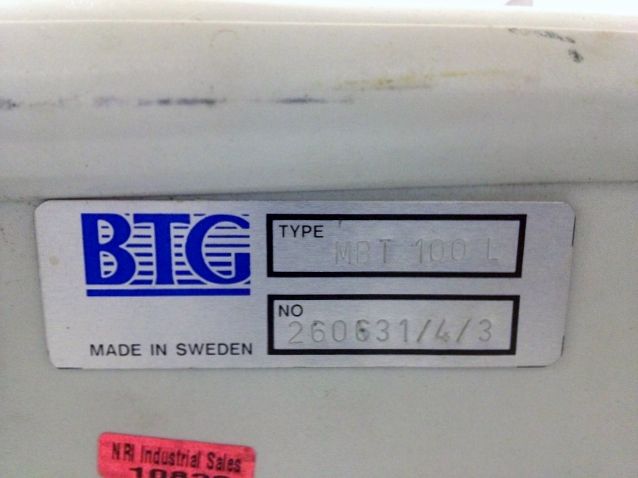 BTG
TYPE
MBT 100 L
NO
260631/4/3
MADE IN SWEDEN
NRI Industrial Sales